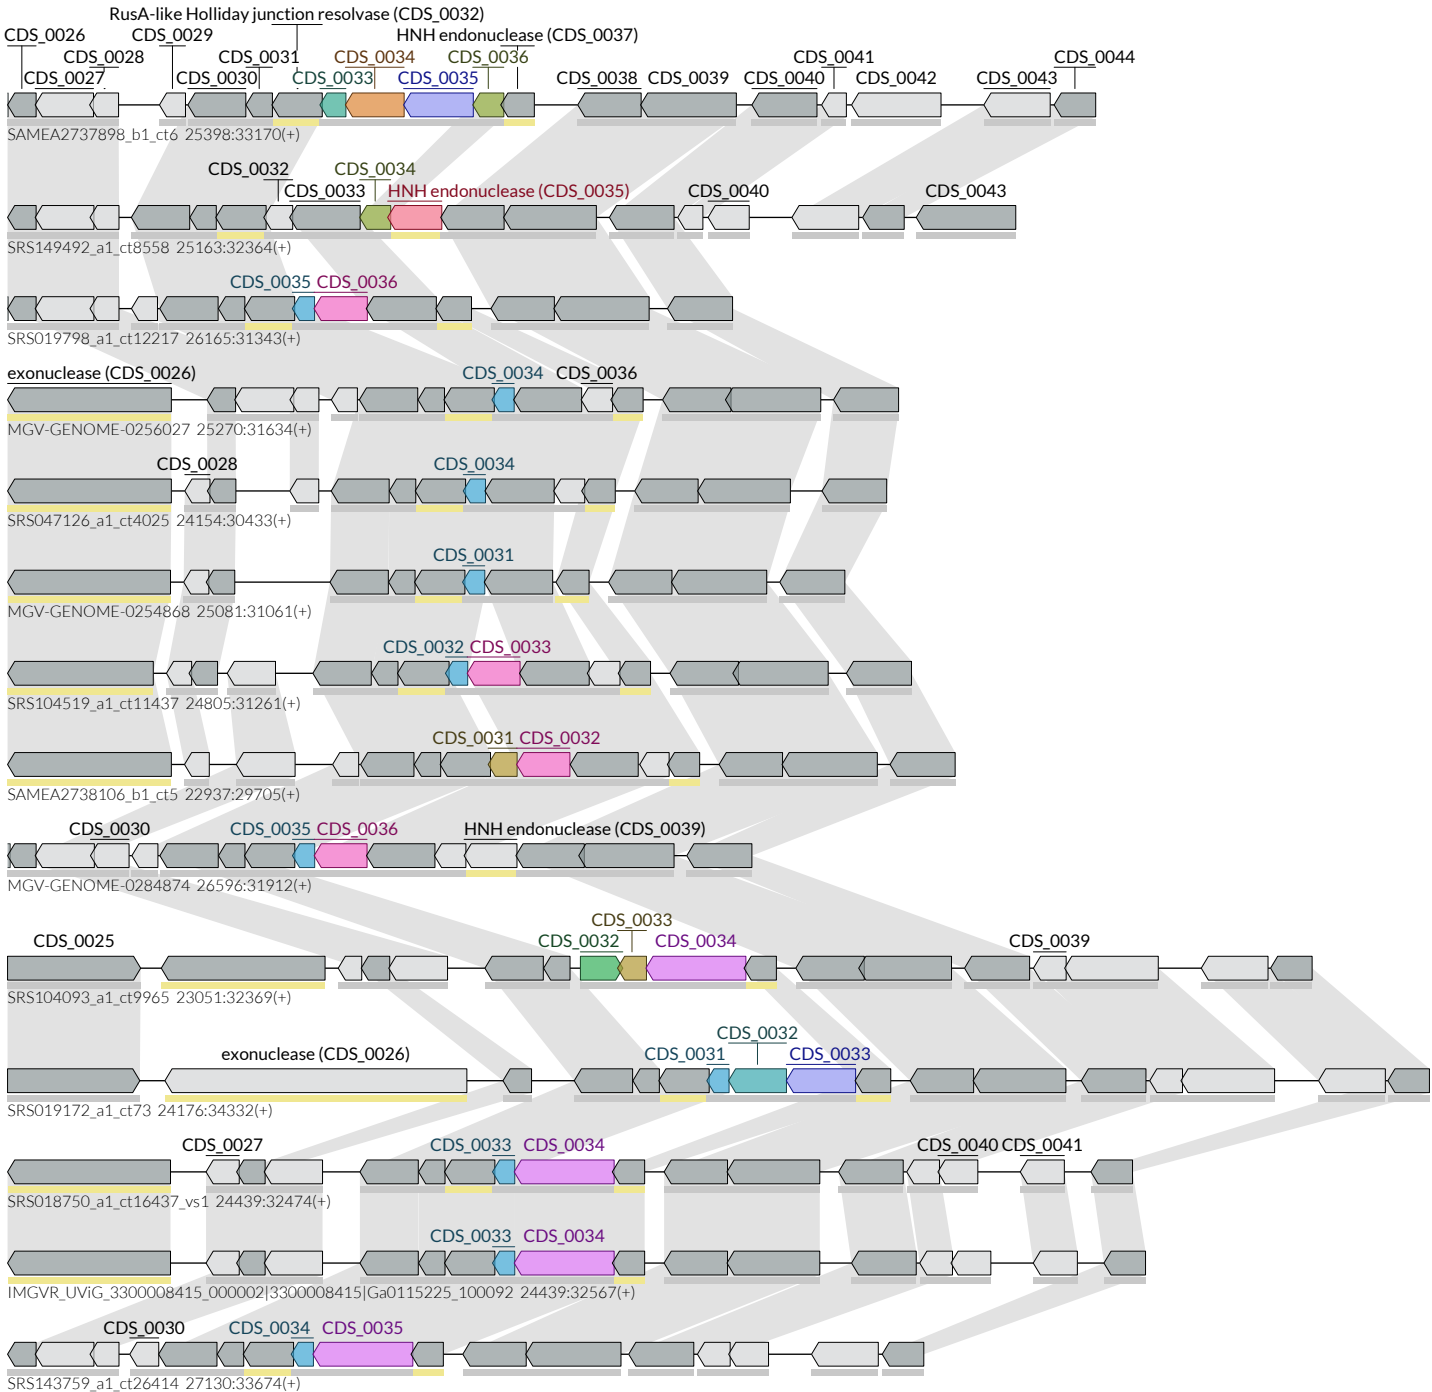 RusA-like Holliday junction resolvase (CDS_0032)
CDS_0026 CDS_0029 HNH endonuclease (CDS_0037)
CDS_0028 CDS_0031 CDS_0034 CDS_0036 CDS_0041 CDS_0044
CDS_0027 CDS_0030 CDS_0033 CDS_0035 CDS_0038 CDS_0039 CDS_0040 CDS_0042 CDS_0043
SAMEA2737898_b1_ct6 25398:33170(+)
CDS_0032 CDS_0034
CDS_0033 HNH endonuclease (CDS_0035) CDS_0040 CDS_0043
SRS149492_a1_ct8558 25163:32364(+)
CDS_0035 CDS_0036
SRS019798_a1_ct12217 26165:31343(+)
exonuclease (CDS_0026) CDS_0034 CDS_0036
MGV-GENOME-0256027 25270:31634(+)
CDS_0028 CDS_0034
SRS047126_a1_ct4025 24154:30433(+)
CDS_0031
MGV-GENOME-0254868 25081:31061(+)
CDS_0032 CDS_0033
SRS104519_a1_ct11437 24805:31261(+)
CDS_0031 CDS_0032
SAMEA2738106_b1_ct5 22937:29705(+)
CDS_0030 CDS_0035 CDS_0036 HNH endonuclease (CDS_0039)
MGV-GENOME-0284874 26596:31912(+)
CDS_0033
CDS_0025 CDS_0032 CDS_0034 CDS_0039
SRS104093_a1_ct9965 23051:32369(+)
CDS_0032
exonuclease (CDS_0026) CDS_0031 CDS_0033
SRS019172_a1_ct73 24176:34332(+)
CDS_0027 CDS_0033 CDS_0034 CDS_0040 CDS_0041
SRS018750_a1_ct16437_vs1 24439:32474(+)
CDS_0033 CDS_0034
IMGVR_UViG_3300008415_000002|3300008415|Ga0115225_100092 24439:32567(+)
CDS_0030 CDS_0034 CDS_0035
SRS143759_a1_ct26414 27130:33674(+)